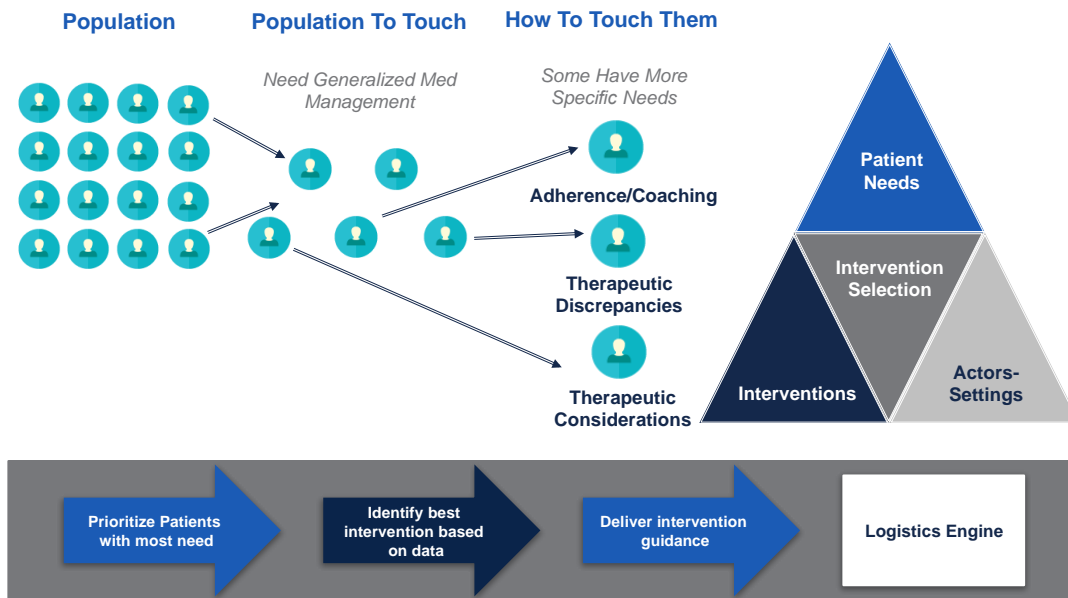 Population
Population To Touch
How To Touch Them
Need Generalized Med
Management
Some Have More
Specific Needs
Adherence/Coaching
Therapeutic
Discrepancies
Therapeutic
Considerations
Patient
Needs
Intervention
Selection
Interventions
Actors-
Settings
Prioritize Patients
with most need
Identify best
intervention based
on data
Deliver intervention
guidance
Logistics Engine